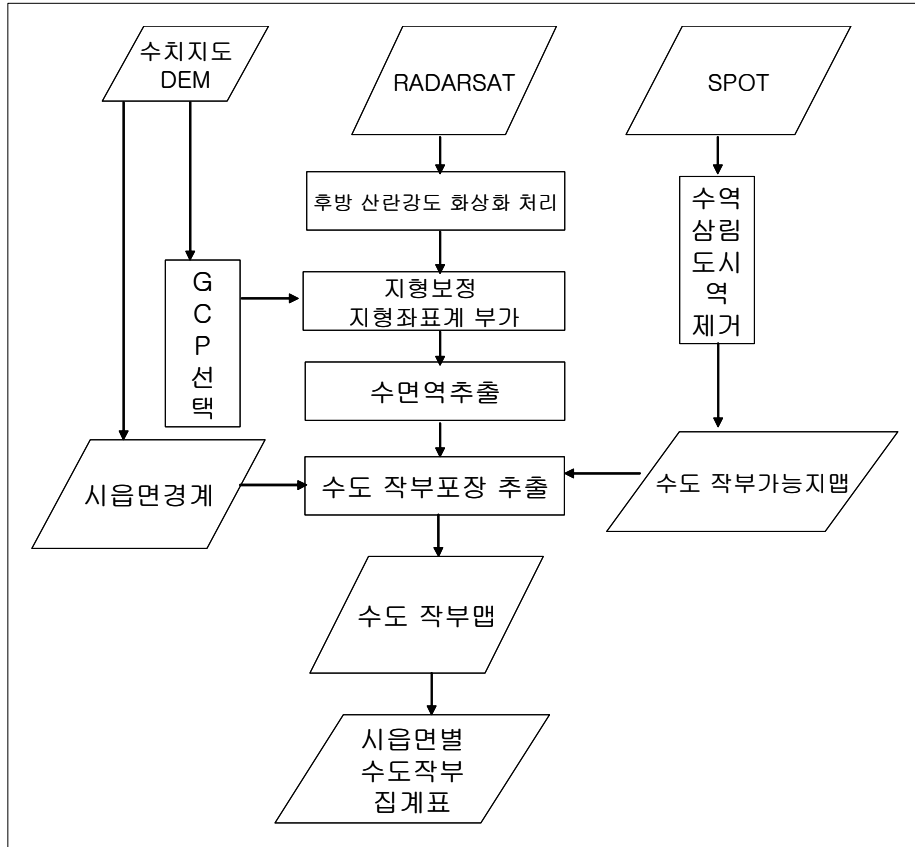 수치지도
DEM
RADARSAT
SPOT
후방 산란강도 화상화 처리
수역
삼림
도시
역
제거
G
C
P
선
택
지형보정
지형좌표계 부가
수면역추출
시읍면경계
수도 작부포장 추출
수도 작부가능지맵
수도 작부맵
시읍면별
수도작부
집계표